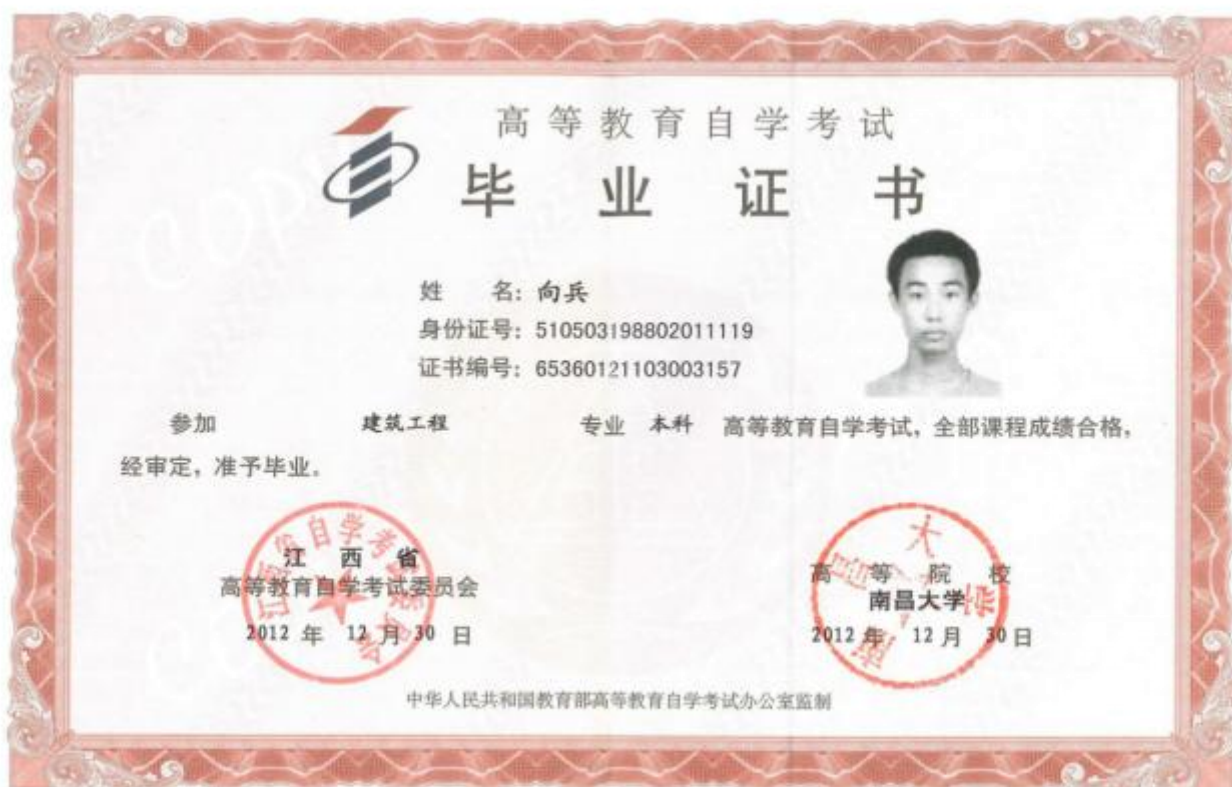 高等教育自学考试
毕业证书
姓 名：向兵
身份证号：510503198802011119
证书编号：65360121103003157
参加 建筑工程 专业 本科 高等教育自学考试，全部课程成绩合格，
经审定，准予毕业。
江西省
高等教育自学考试委员会
2012 年 12 月 30 日
高等院校
南昌大学
2012 年 12 月 30 日
南昌大学
中华人民共和国教育部高等教育自学考试办公室监制